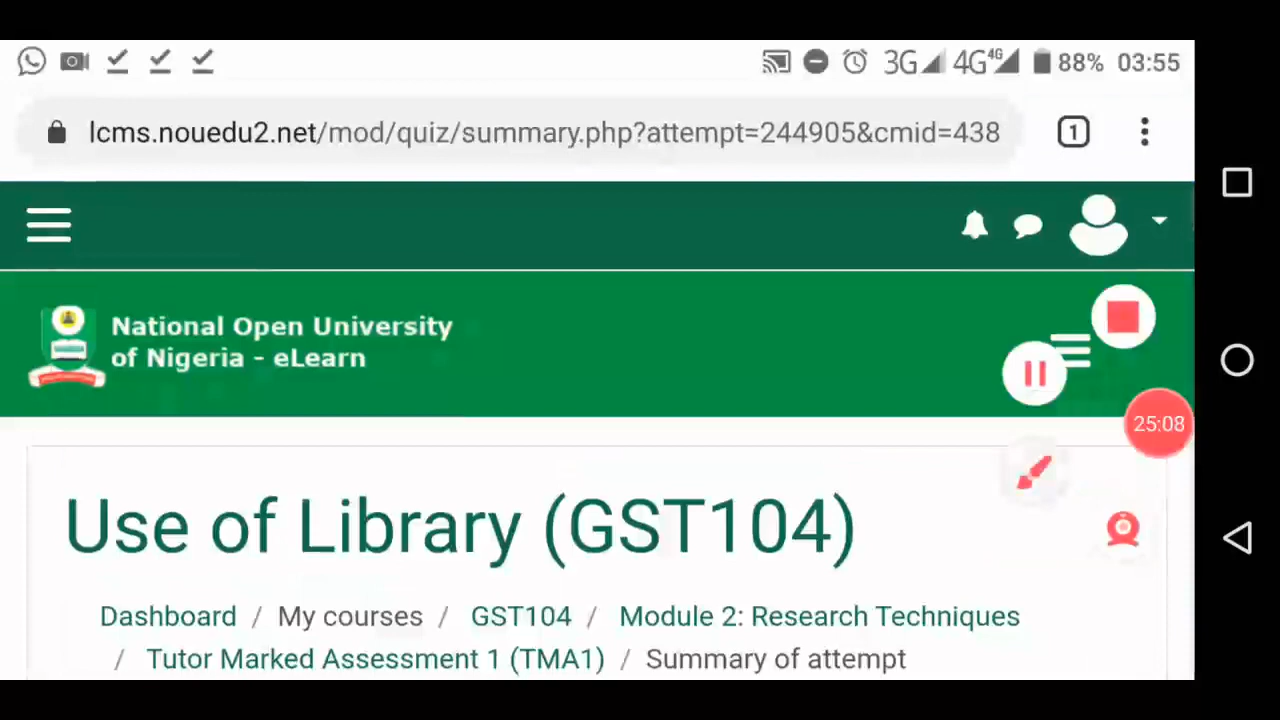 3G 4G 4G 88% 03:55
lcms.nouedu2.net/mod/quiz/summary.php?attempt=244905&cmid=438 1
National Open University
of Nigeria - eLearn
25:08
Use of Library (GST104)
Dashboard / My courses / GST104 / Module 2: Research Techniques
/ Tutor Marked Assessment 1 (TMA1) / Summary of attempt